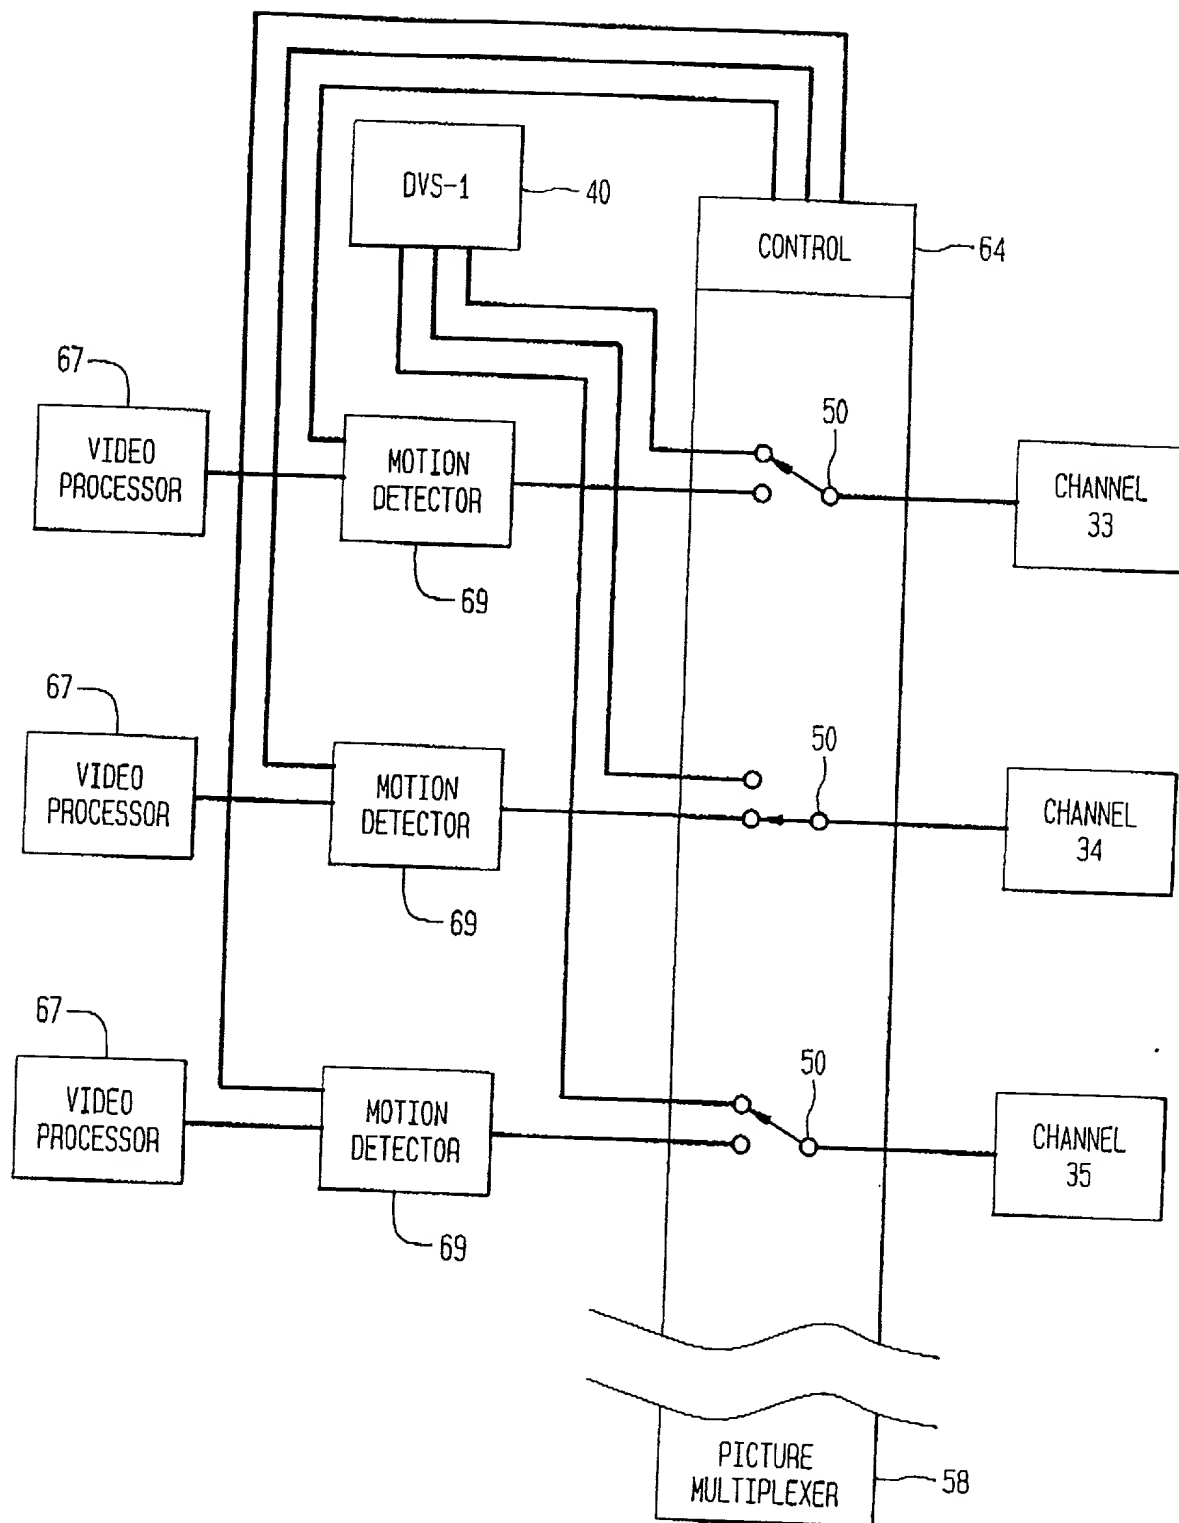 DVS-1
40
CONTROL
64
67
VIDEO
PROCESSOR
MOTION
DETECTOR
69
50
CHANNEL
33
67
VIDEO
PROCESSOR
MOTION
DETECTOR
69
50
CHANNEL
34
67
VIDEO
PROCESSOR
MOTION
DETECTOR
69
50
CHANNEL
35
PICTURE
MULTIPLEXER
58